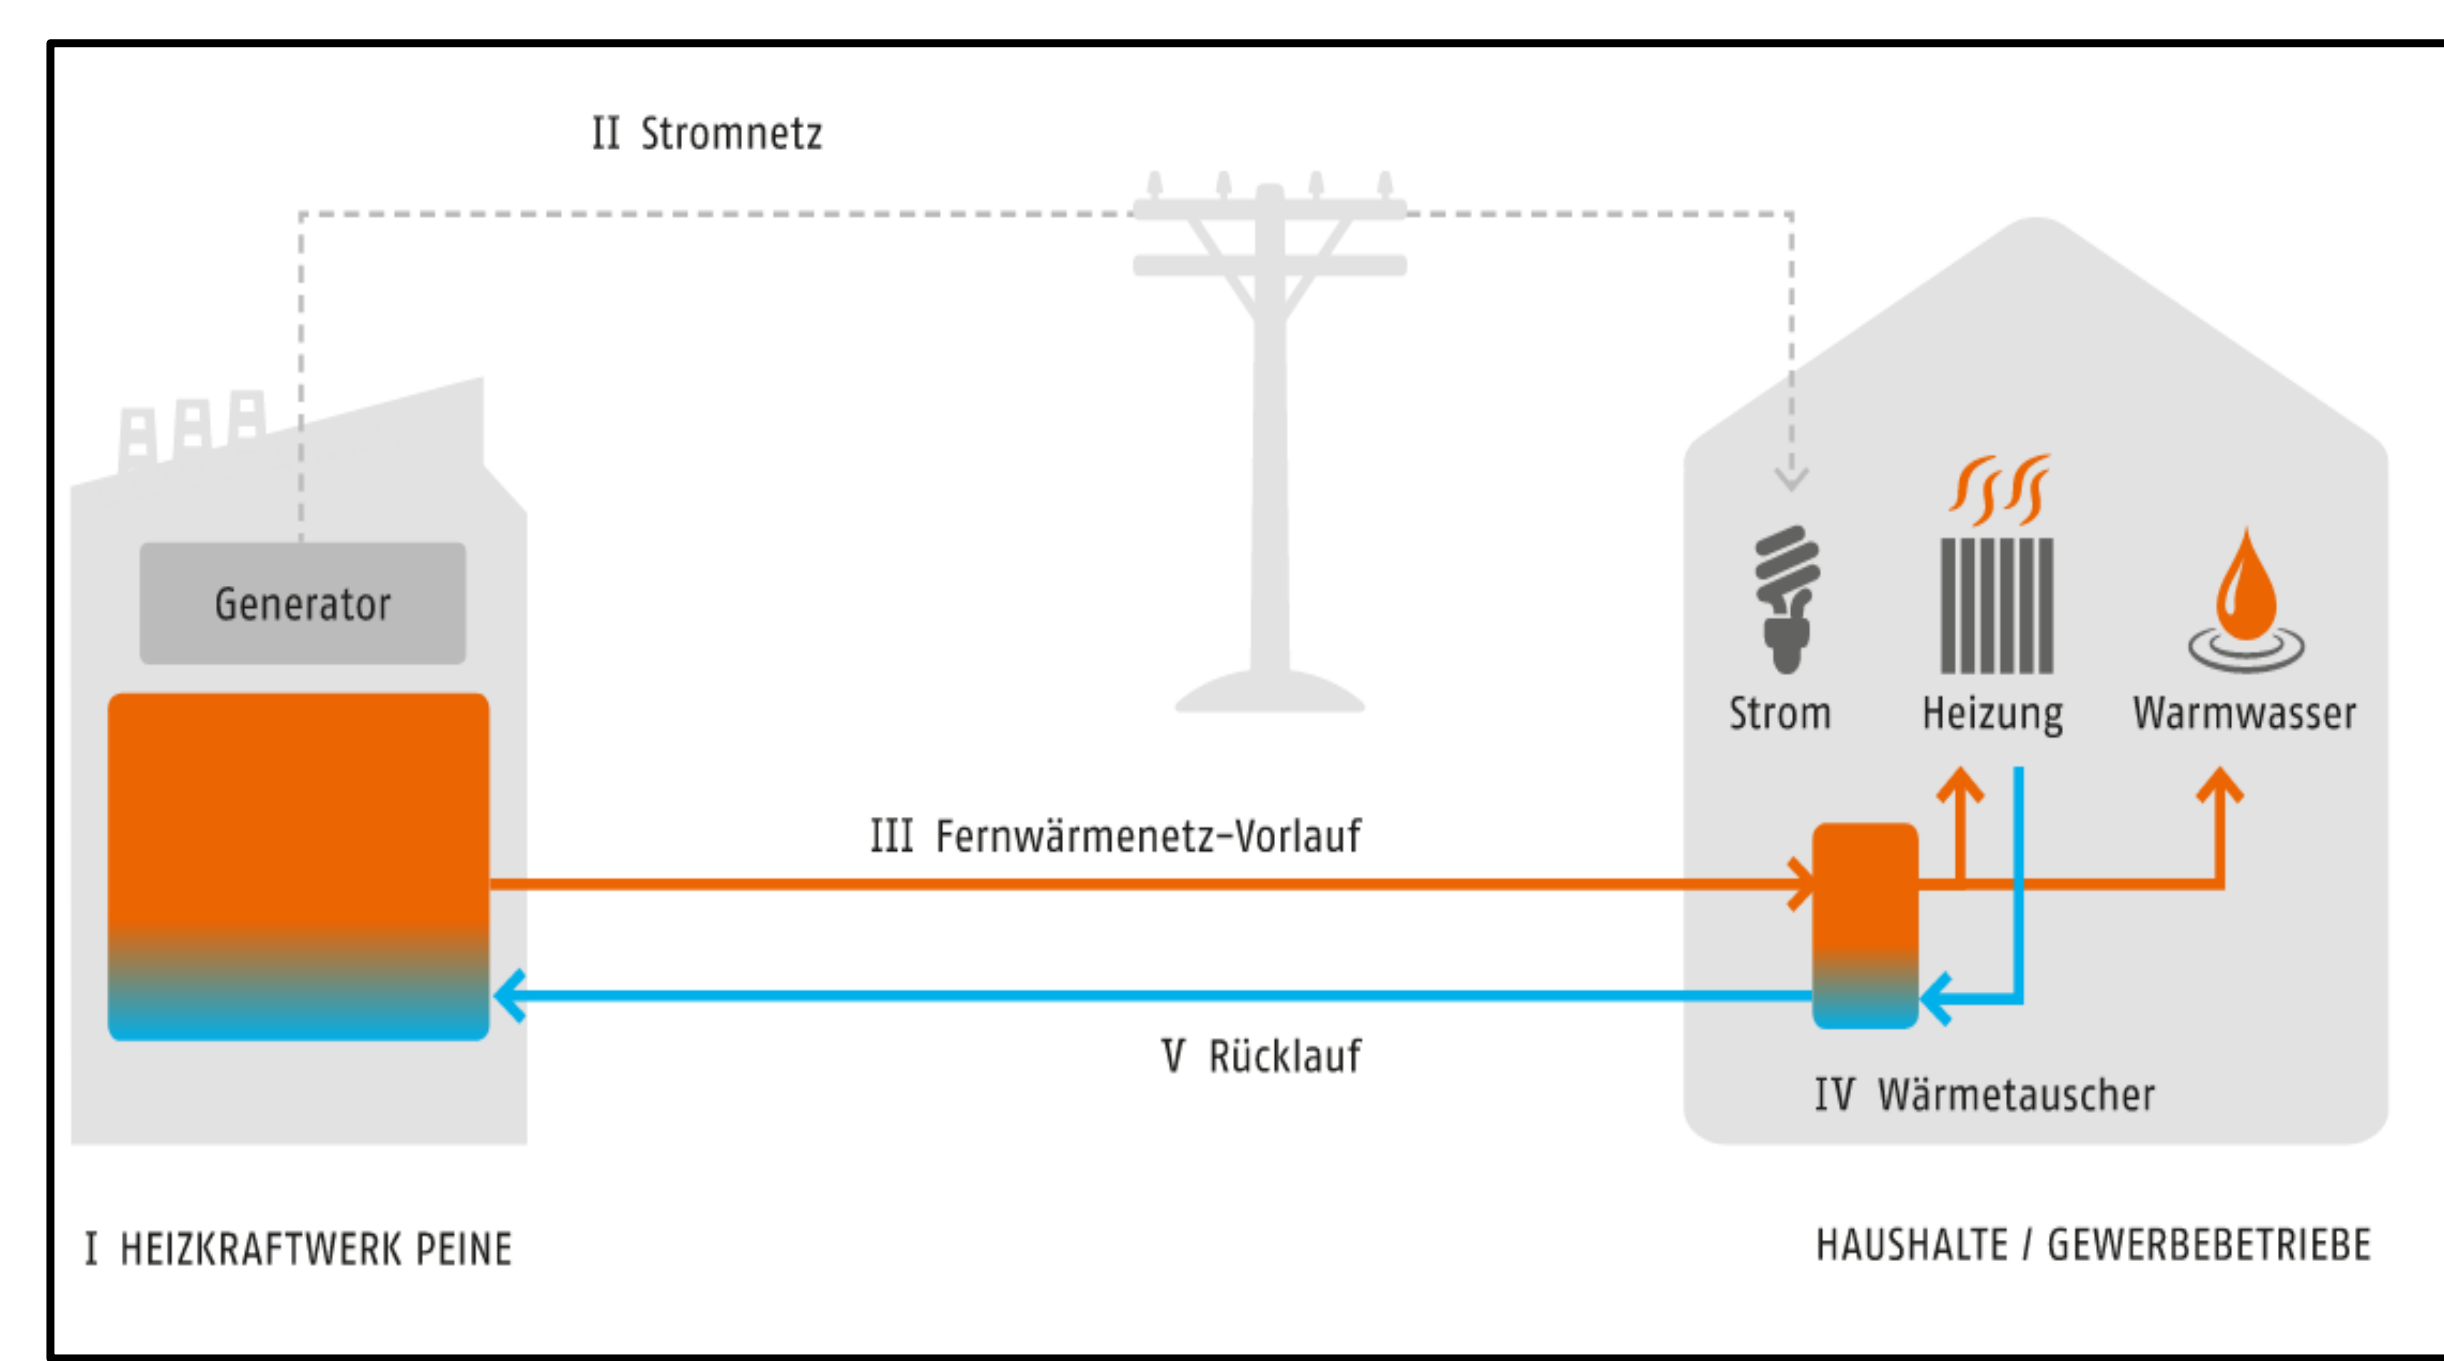 II Stromnetz
Generator
Strom
Heizung
Warmwasser
III Fernwärmenetz-Vorlauf
V Rücklauf
IV Wärmetauscher
I HEIZKRAFTWERK PEINE
HAUSHALTE / GEWERBEBETRIEBE